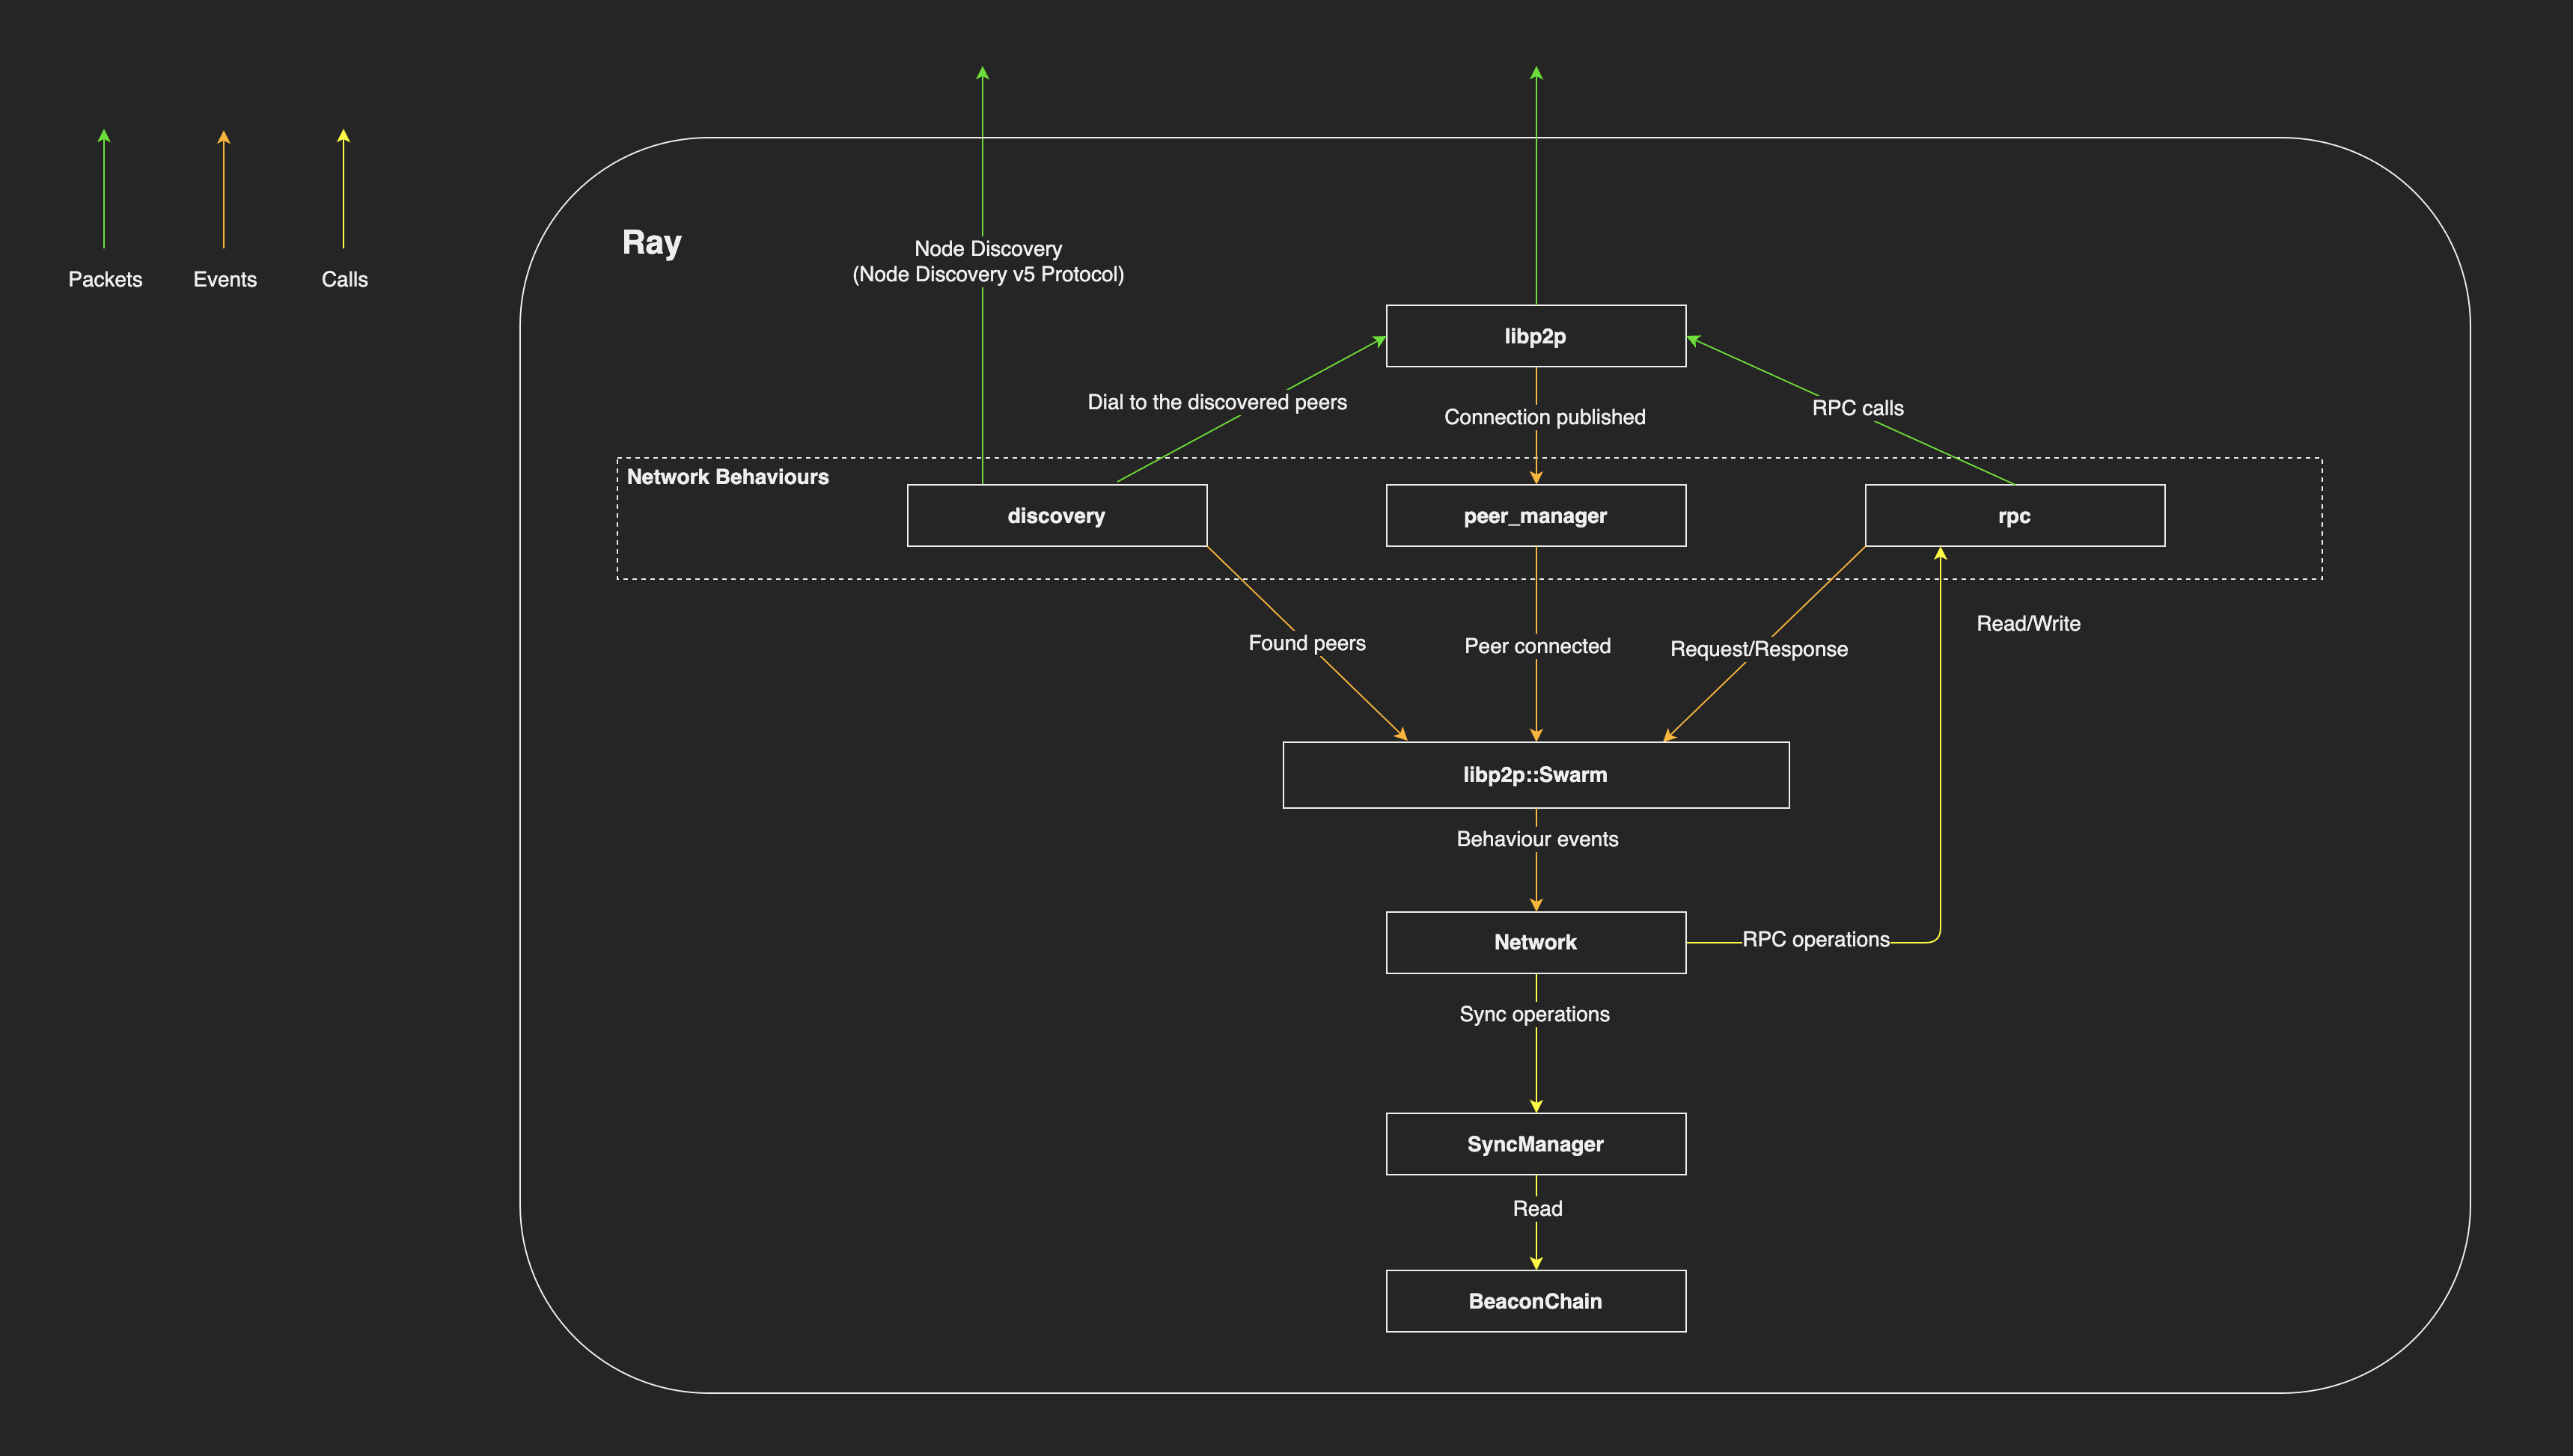 Packets
Events
Calls
Ray
Node Discovery
(Node Discovery v5 Protocol)
libp2p
Dial to the discovered peers
Connection published
RPC calls
Network Behaviours
discovery
peer_manager
rpc
Read/Write
Found peers
Peer connected
Request/Response
libp2p::Swarm
Behaviour events
Network
RPC operations
Sync operations
SyncManager
Read
BeaconChain